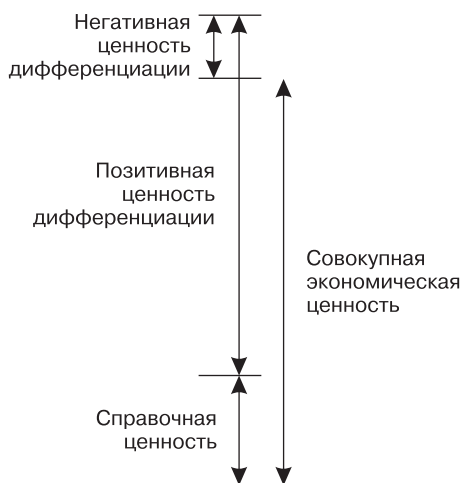 Негативная
ценность
дифференциации
Позитивная
ценность
дифференциации
Совокупная
экономическая
ценность
Справочная
ценность